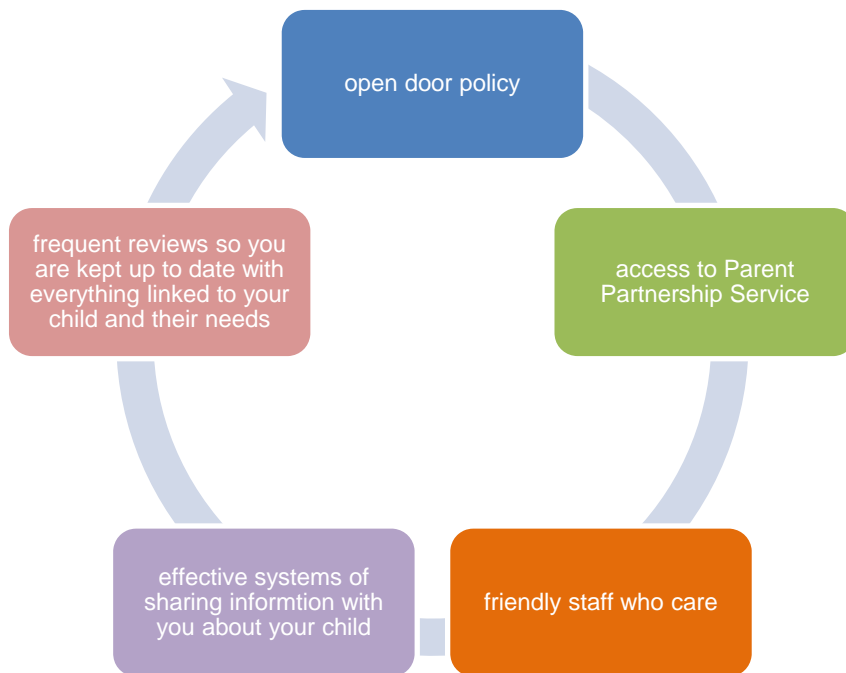 open door policy
access to Parent
Partnership Service
friendly staff who care
effective systems of
sharing informtion with
you about your child
frequent reviews so you
are kept up to date with
everything linked to your
child and their needs